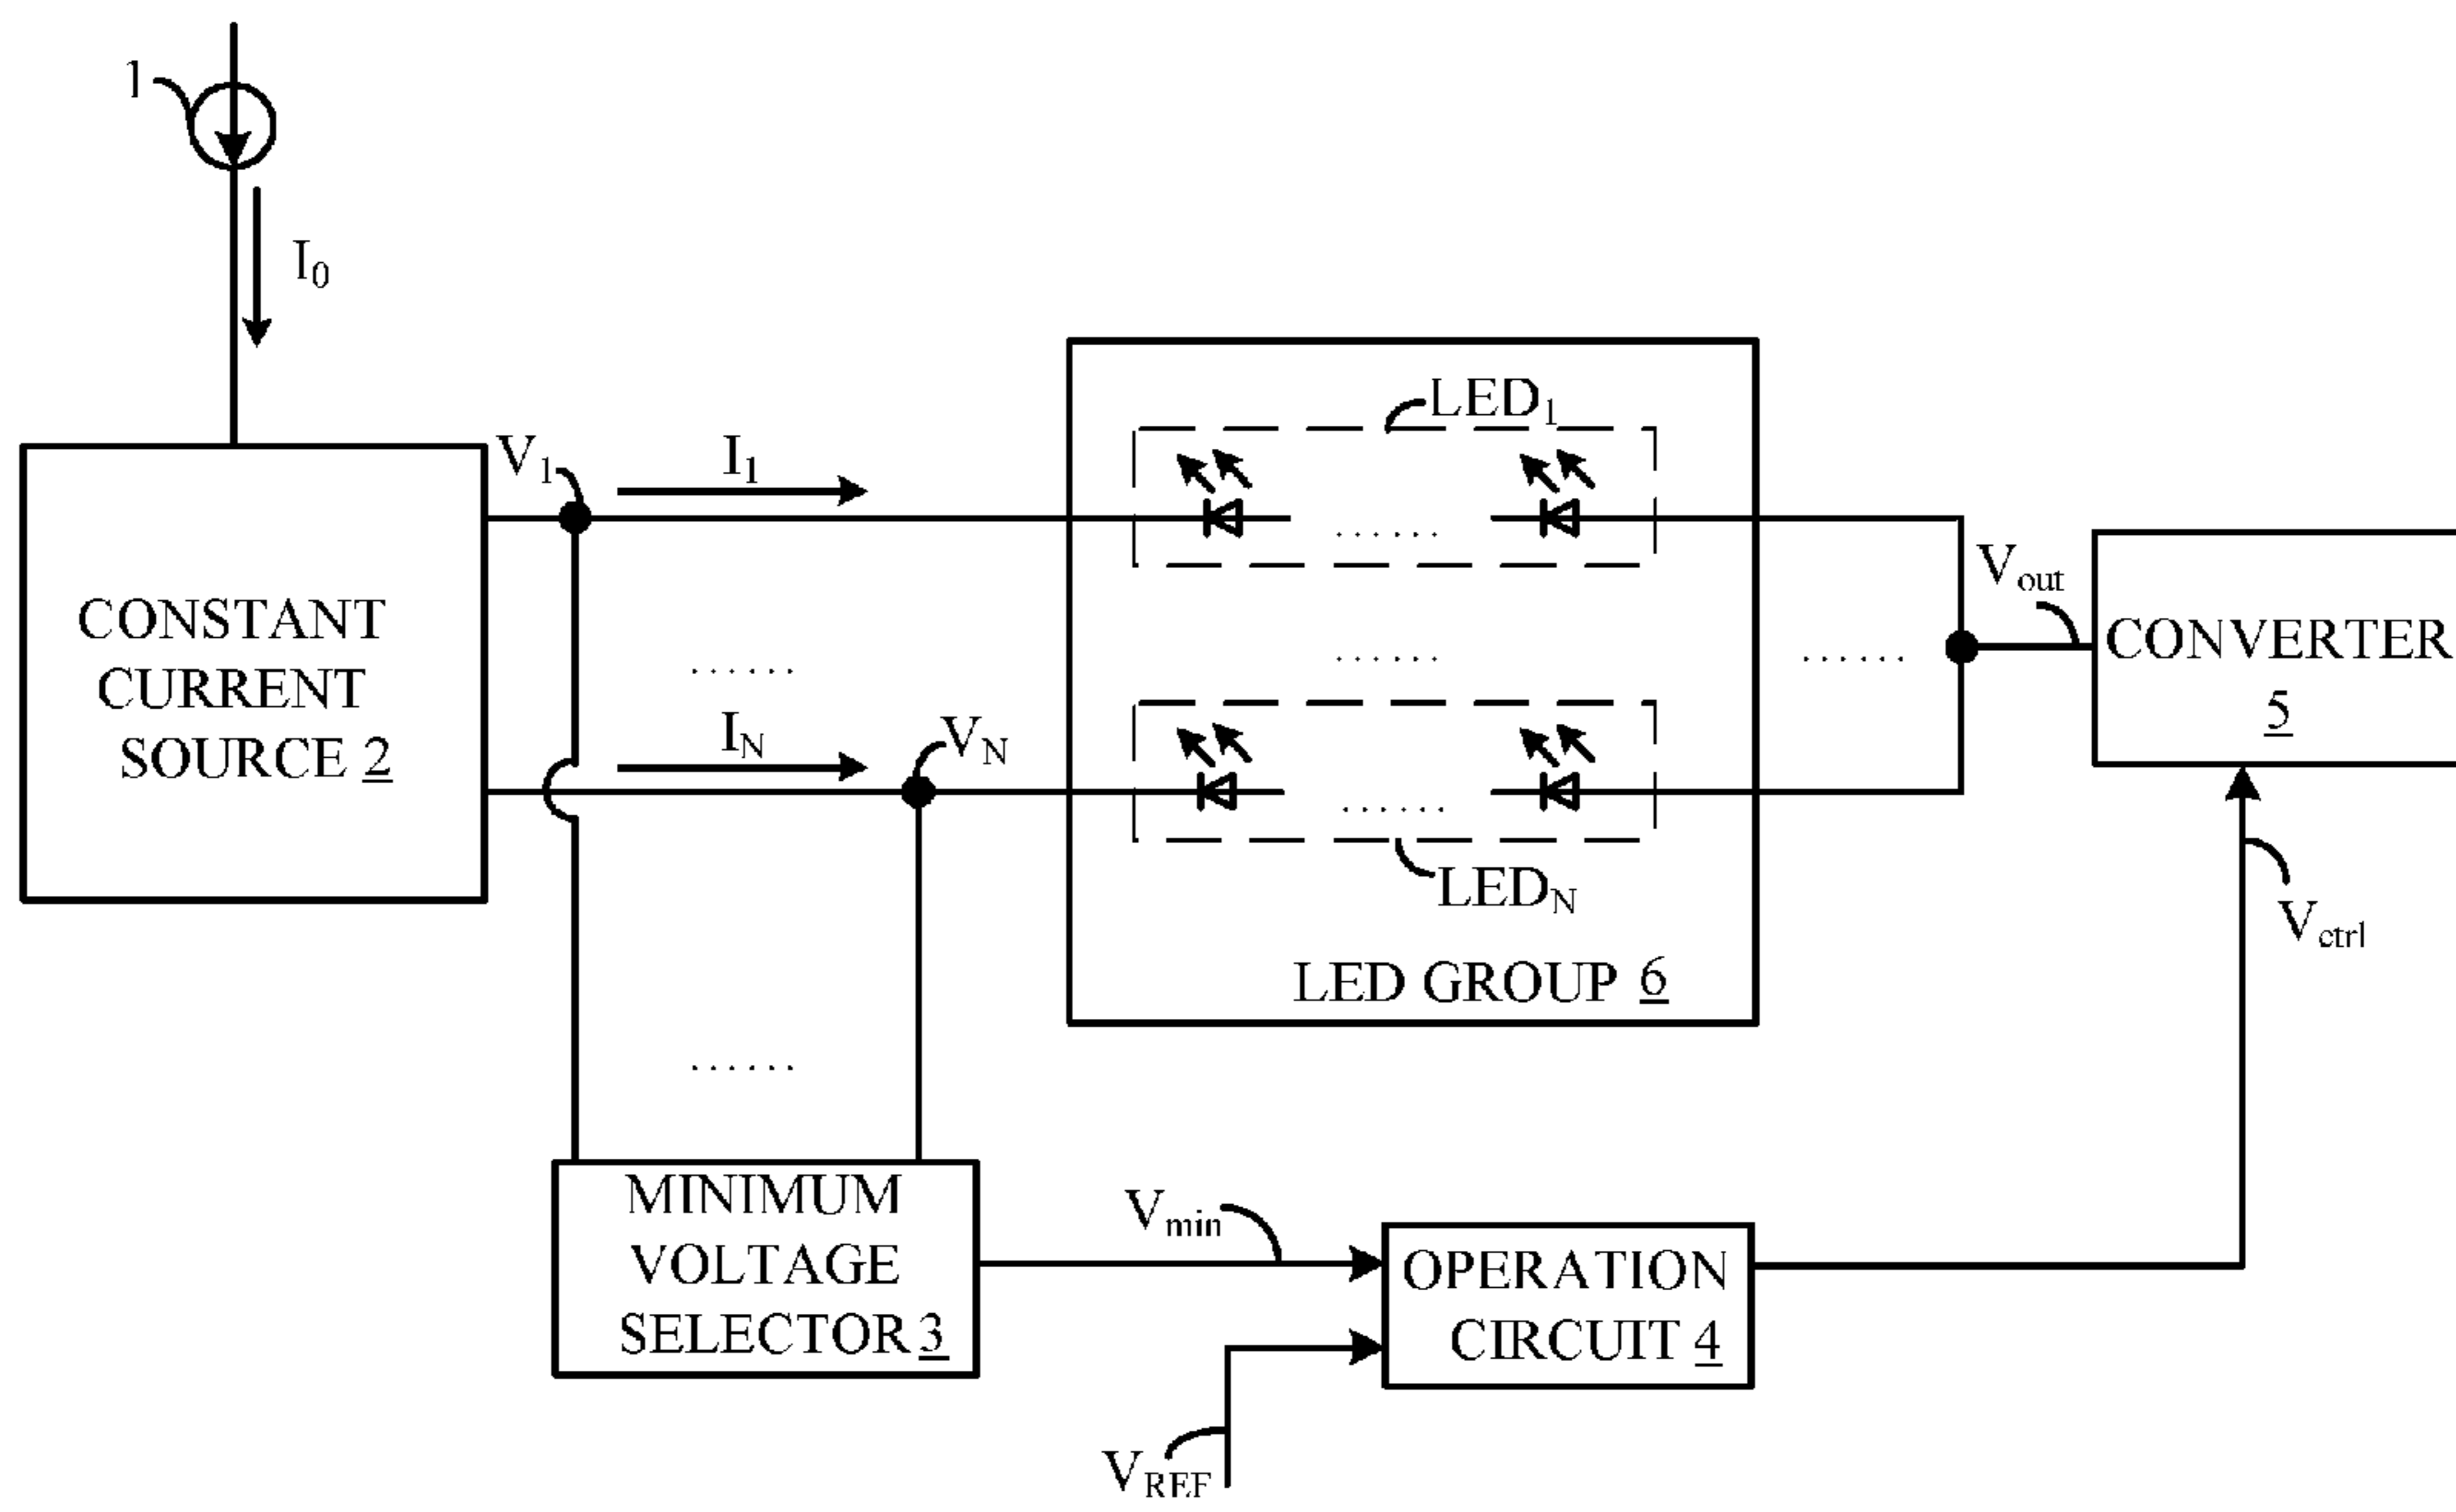 1
I0
V1
I1
LED1
Vout
CONSTANT
CURRENT
SOURCE 2
......
......
......
......
CONVERTER
5
IN
VN
......
LEDN
Vctrl
LED GROUP 6
......
MINIMUM
VOLTAGE
SELECTOR 3
Vmin
OPERATION
CIRCUIT 4
VREF